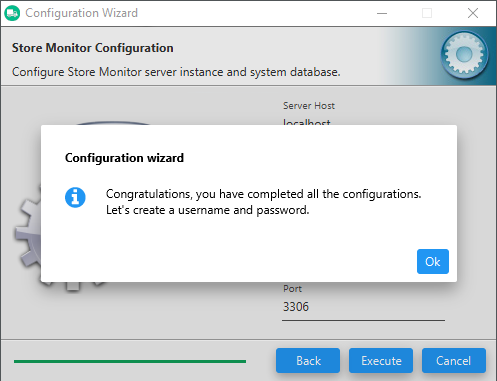 Configuration Wizard
Store Monitor Configuration
Configure Store Monitor server instance and system database.
Server Host
localhost
Configuration wizard
Congratulations, you have completed all the configurations.
Let's create a username and password.
Ok
Port
3306
Back
Execute
Cancel